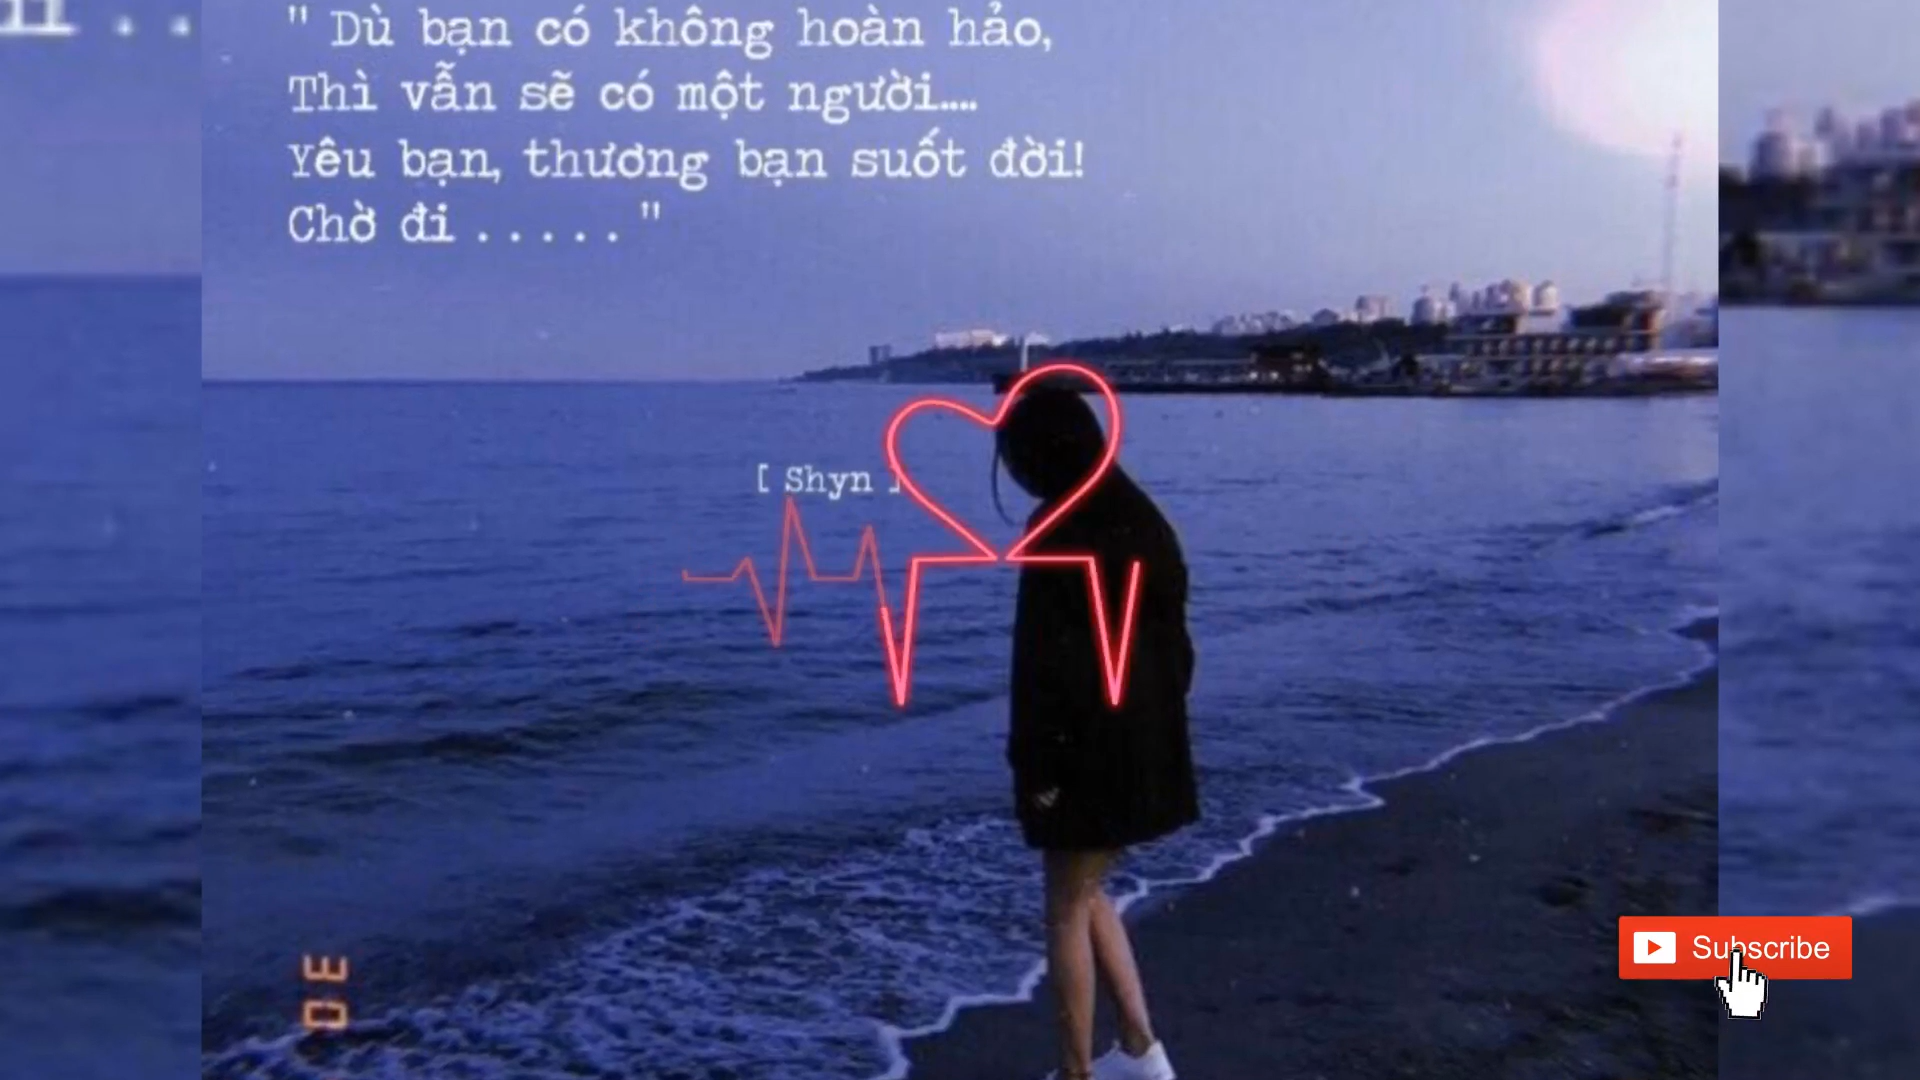 " Dù bạn có không hoàn hảo,
Thì vẫn sẽ có một người....
Yêu bạn, thương bạn suốt đời!
Chờ đi ..... "
[ Shyn ]
Subscribe